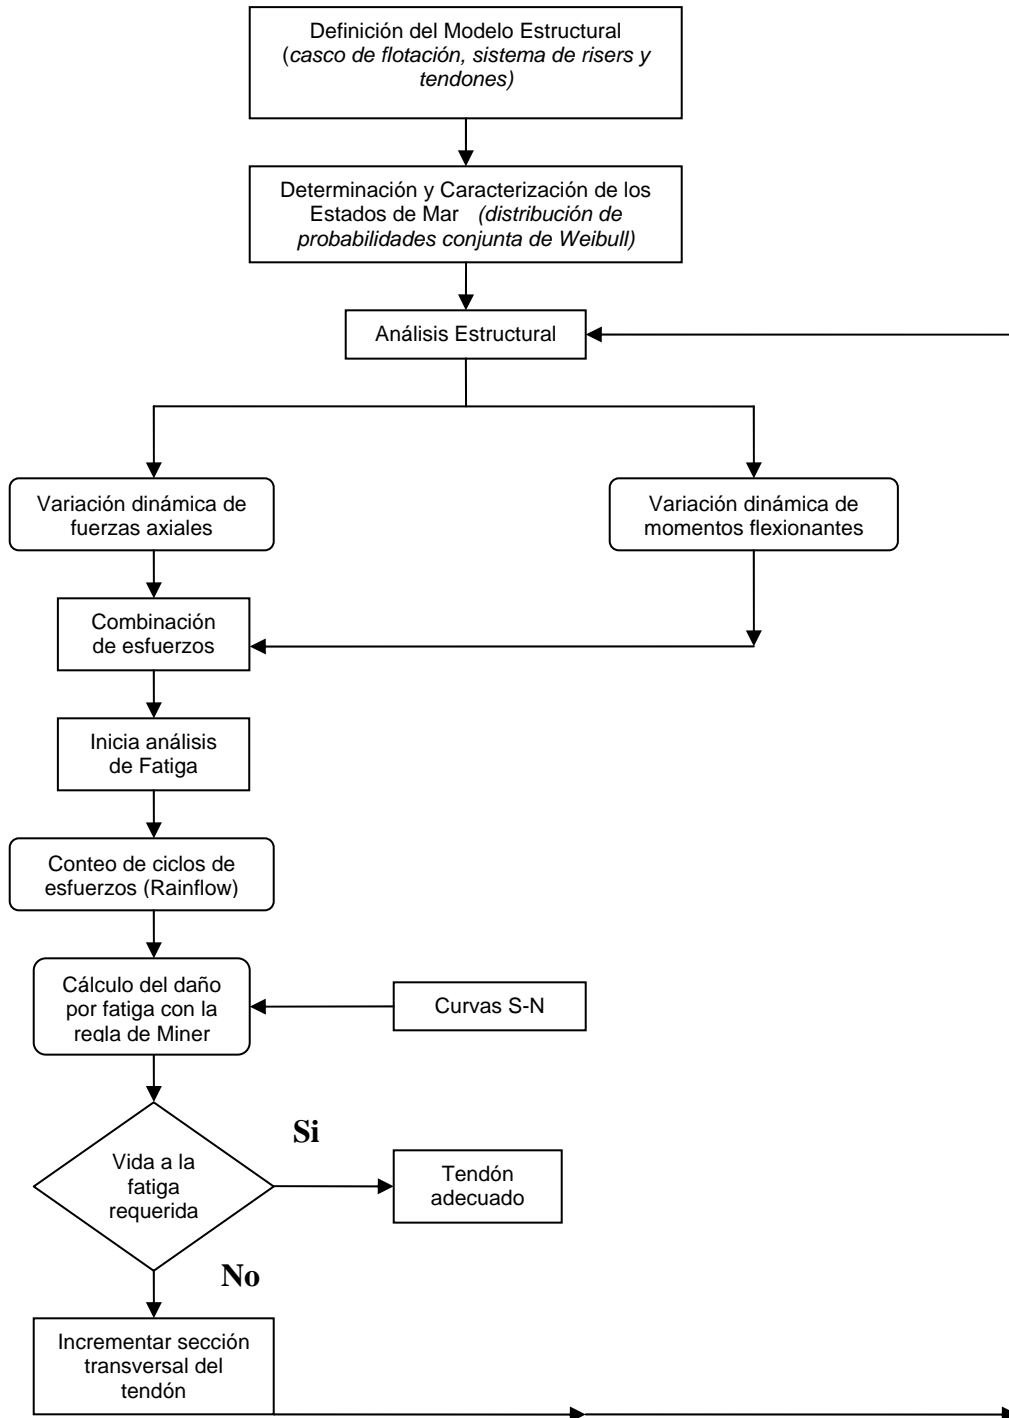 Definición del Modelo Estructural
(casco de flotación, sistema de risers y
tendones)
Determinación y Caracterización de los
Estados de Mar (distribución de
probabilidades conjunta de Weibull)
Análisis Estructural
Variación dinámica de
fuerzas axiales
Variación dinámica de
momentos flexionantes
Combinación
de esfuerzos
Inicia análisis
de Fatiga
Conteo de ciclos de
esfuerzos (Rainflow)
Cálculo del daño
por fatiga con la
regla de Miner
Curvas S-N
Si
Vida a la
fatiga
requerida
Tendón
adecuado
No
Incrementar sección
transversal del
tendón